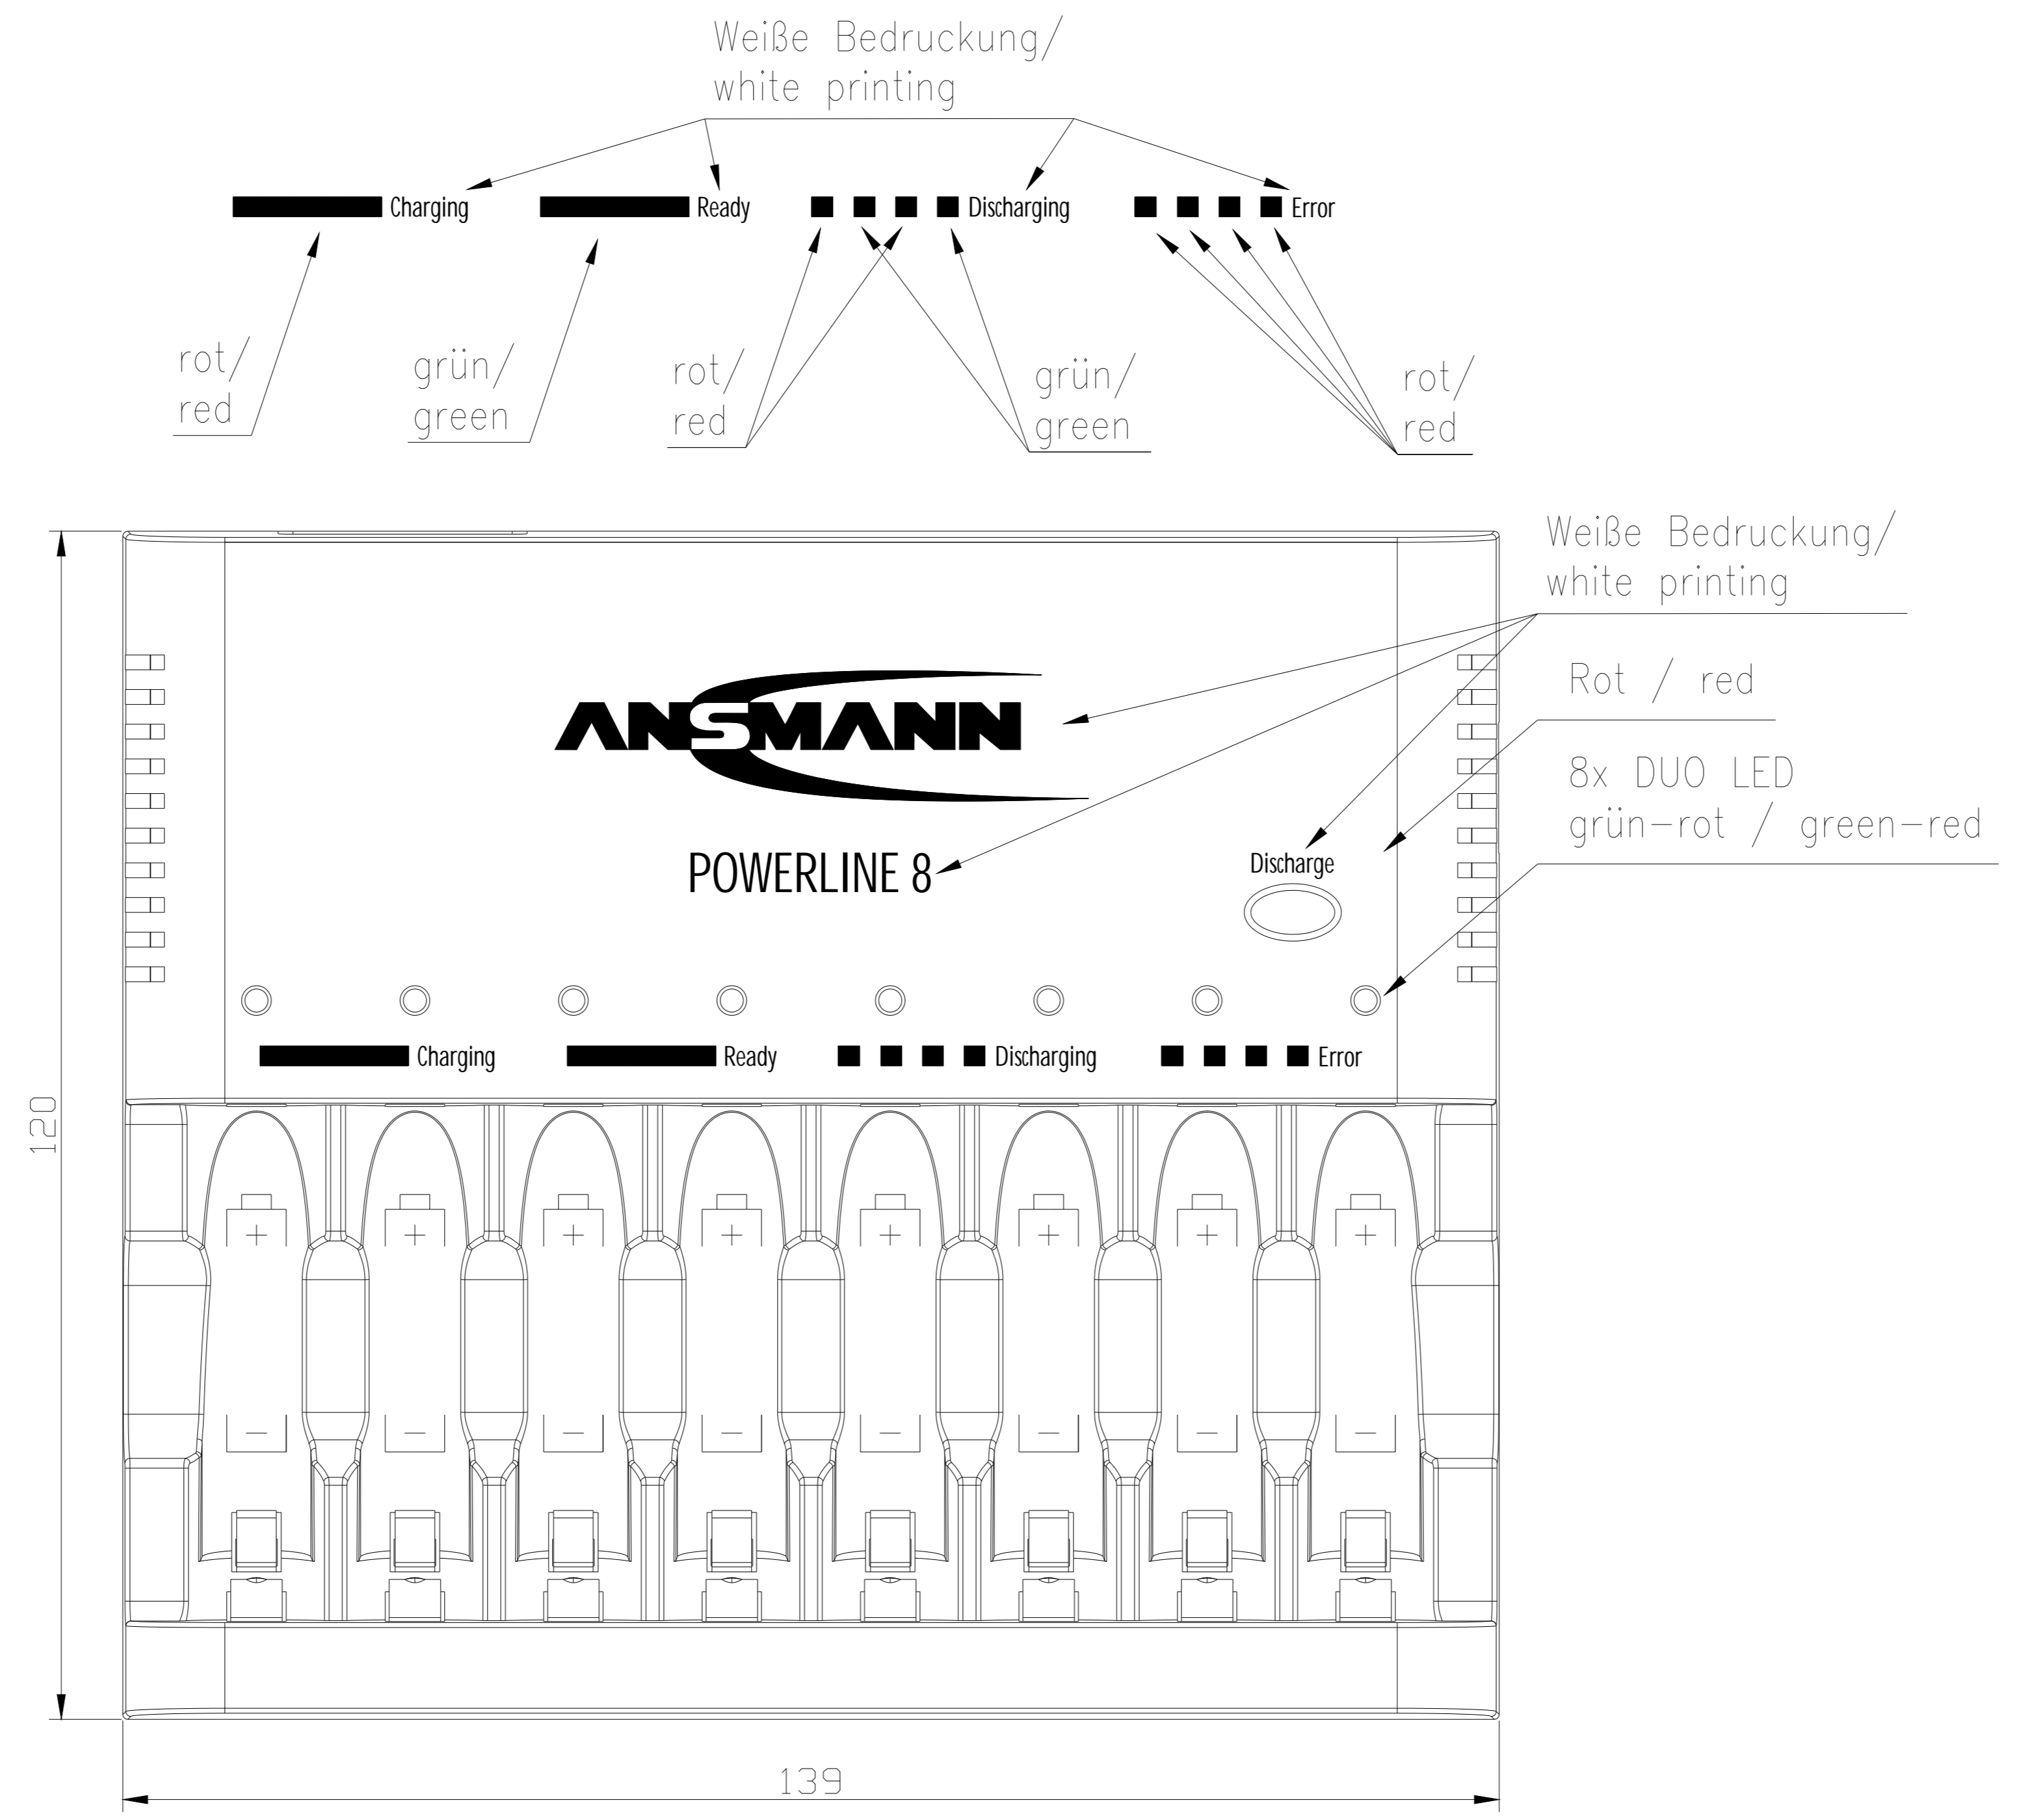 Weiße Bedruckung/
white printing
Charging
Ready
Discharging
Error
rot/
red
grün/
green
rot/
red
grün/
green
rot/
red
Weiße Bedruckung/
white printing
Rot / red
8x DUO LED
grün-rot / green-red
ANSMANN
POWERLINE 8
Discharge
Charging
Ready
Discharging
Error
120
+ + + + + + + +
- - - - - - - -
139